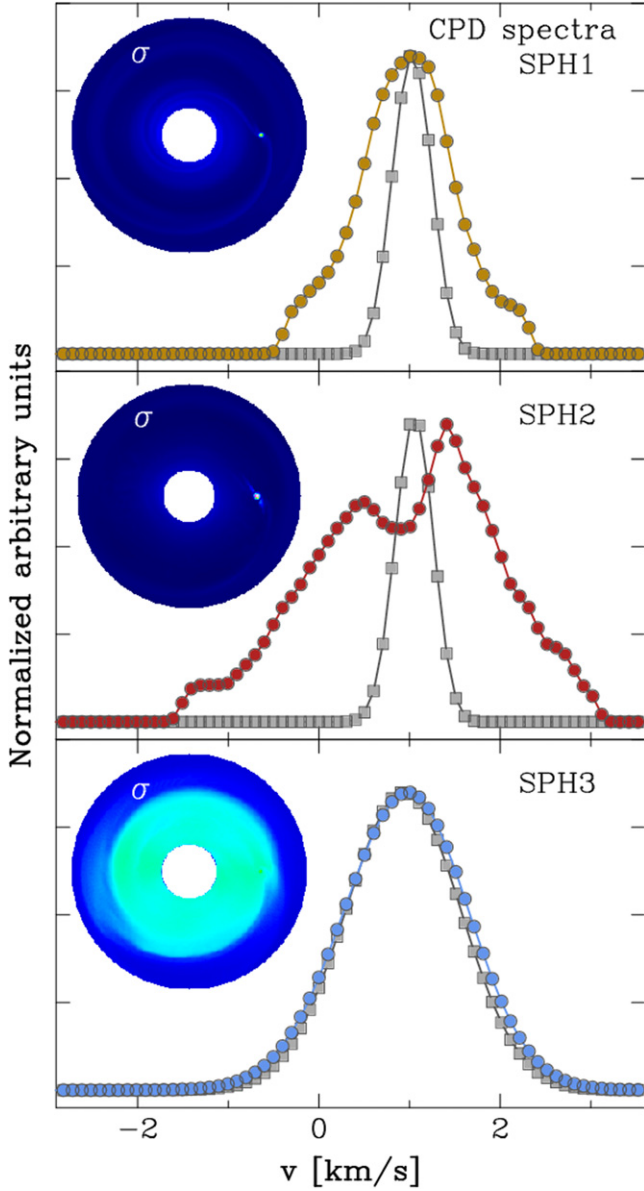 CPD spectra
SPH1
σ
SPH2
σ
SPH3
σ
Normalized arbitrary units
−2
0
2
v [km/s]